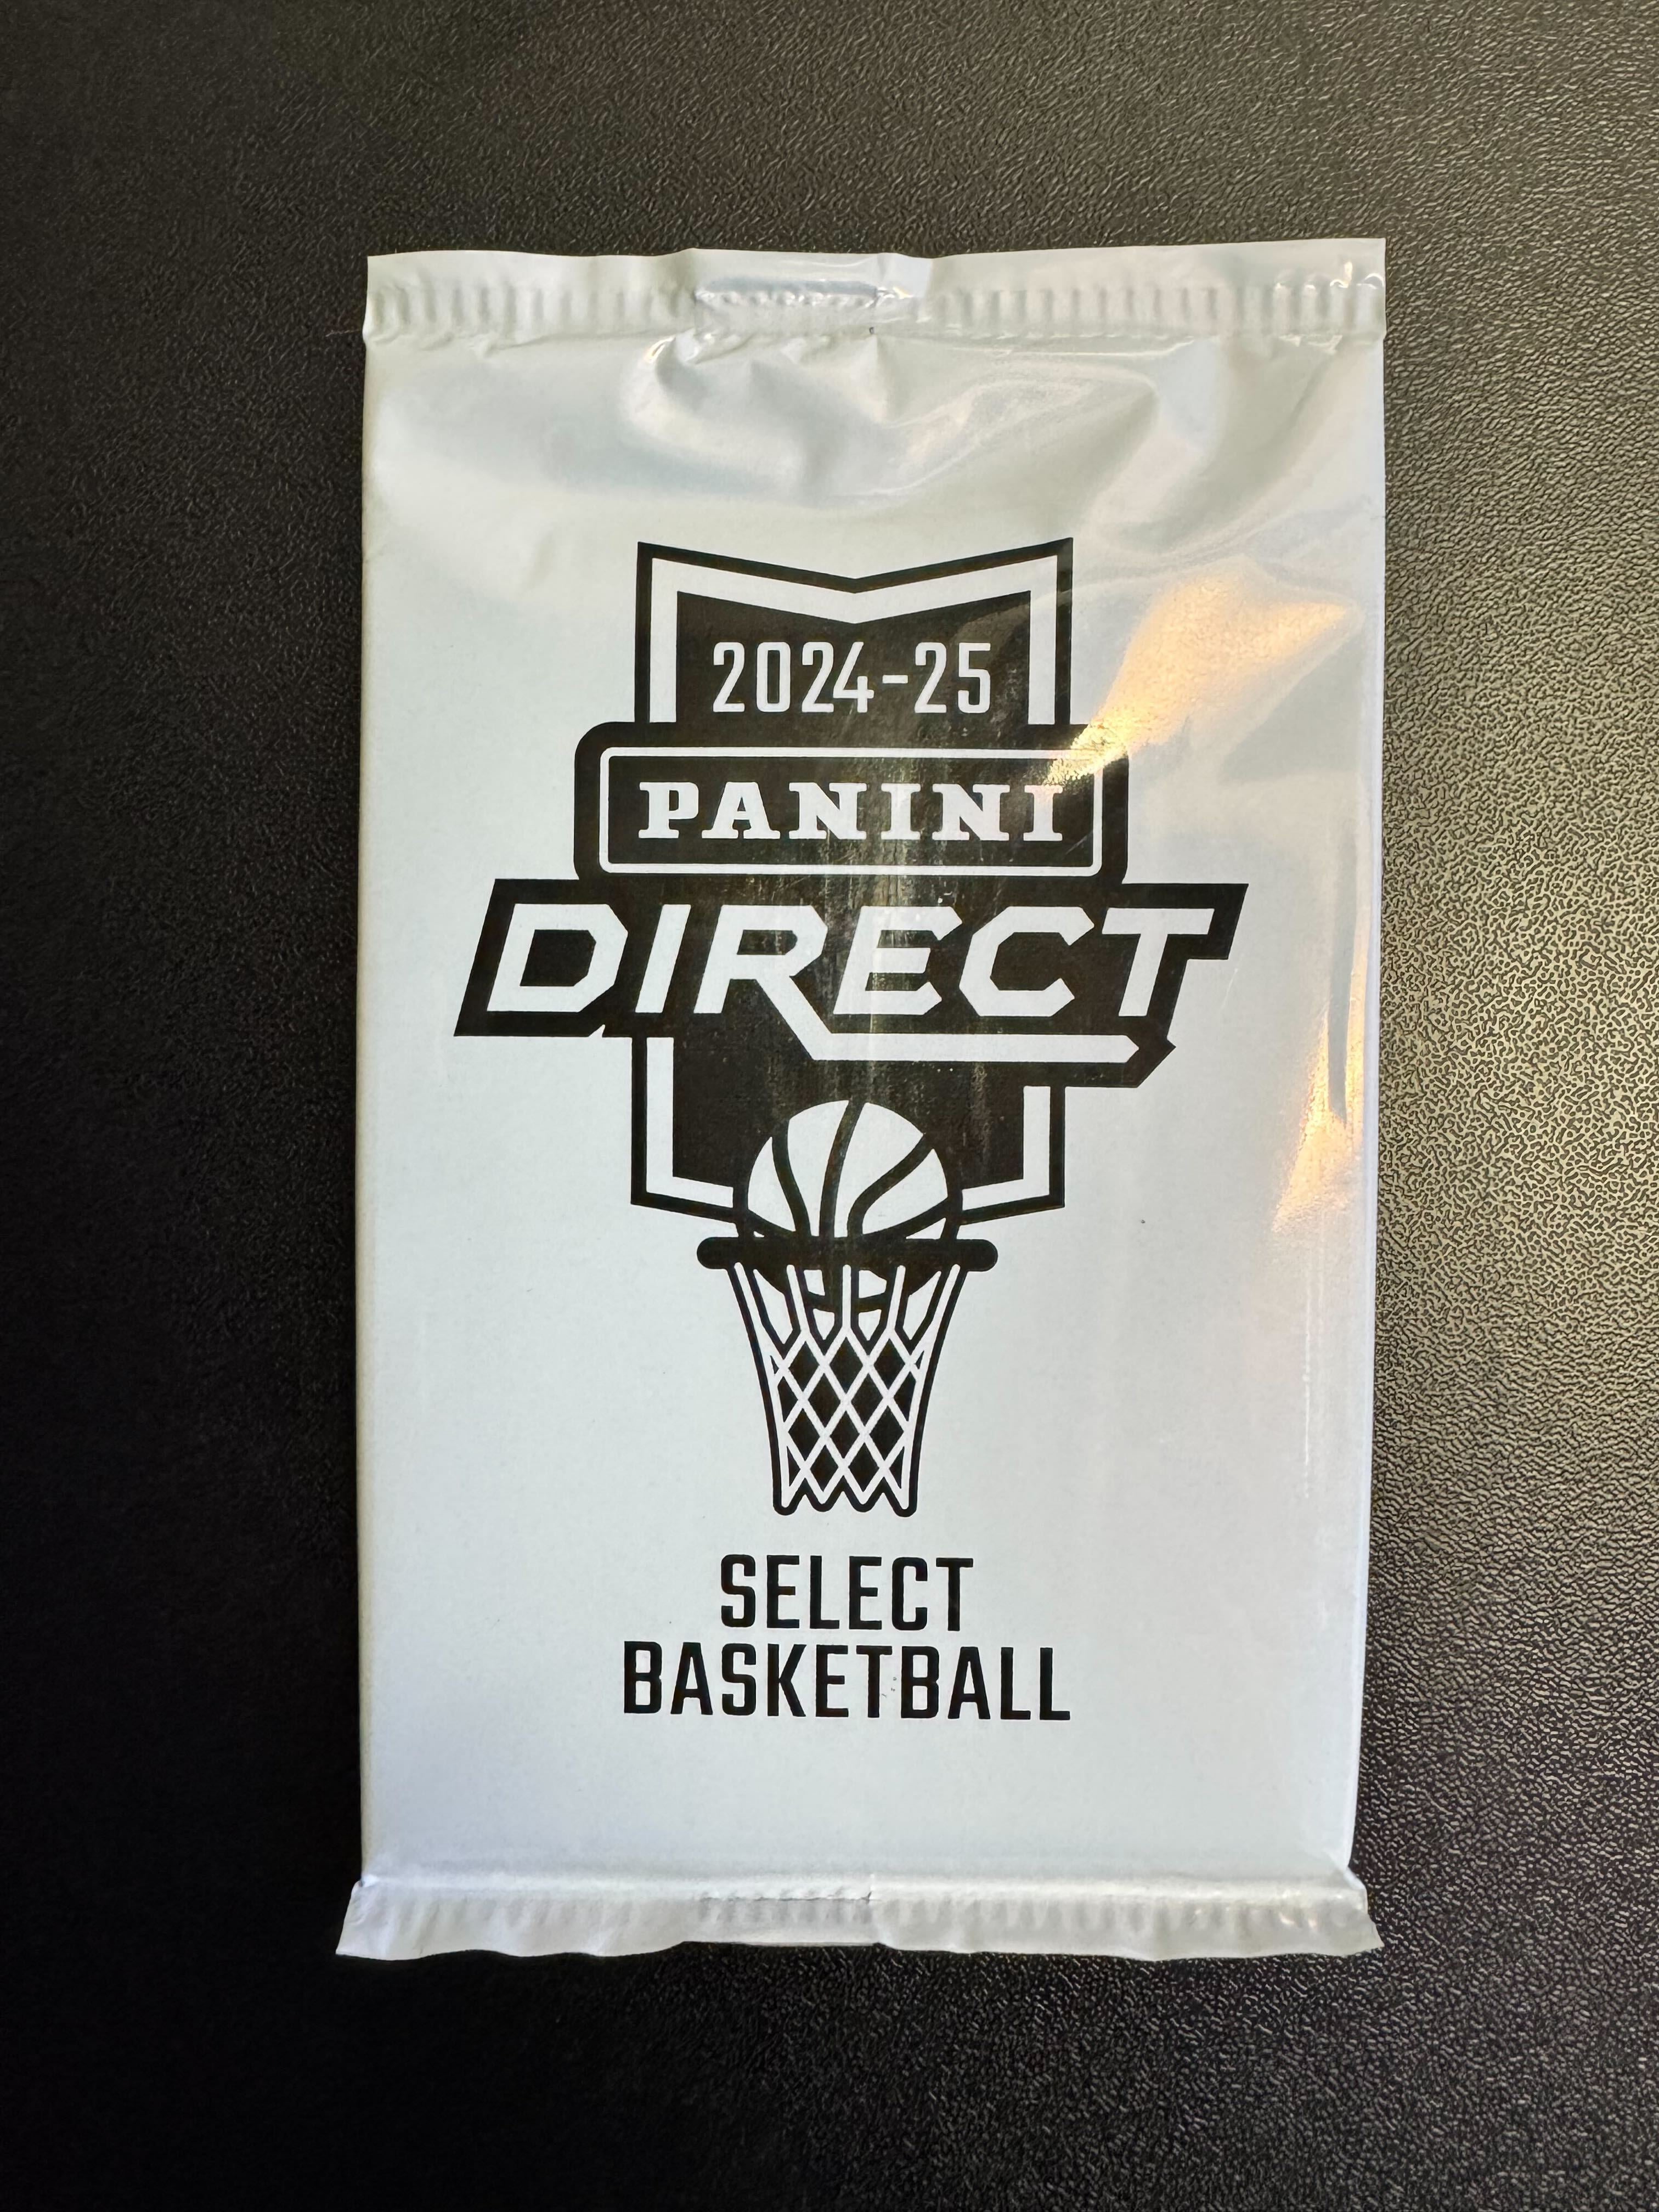 2024-25
PANINI
DIRECT
SELECT
BASKETBALL